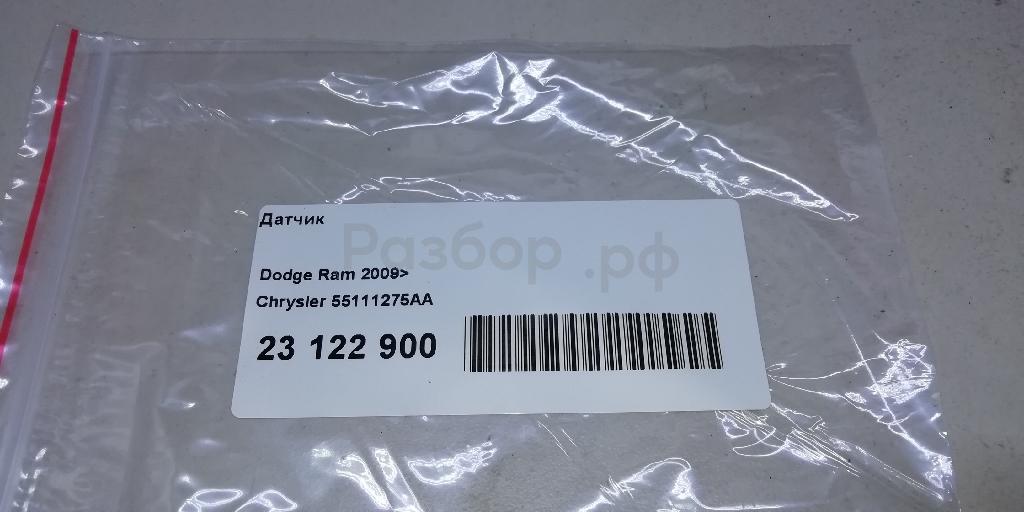 Датчик
Разбор.рф
Dodge Ram 2009>
Chrysler 55111275AA
23 122 900